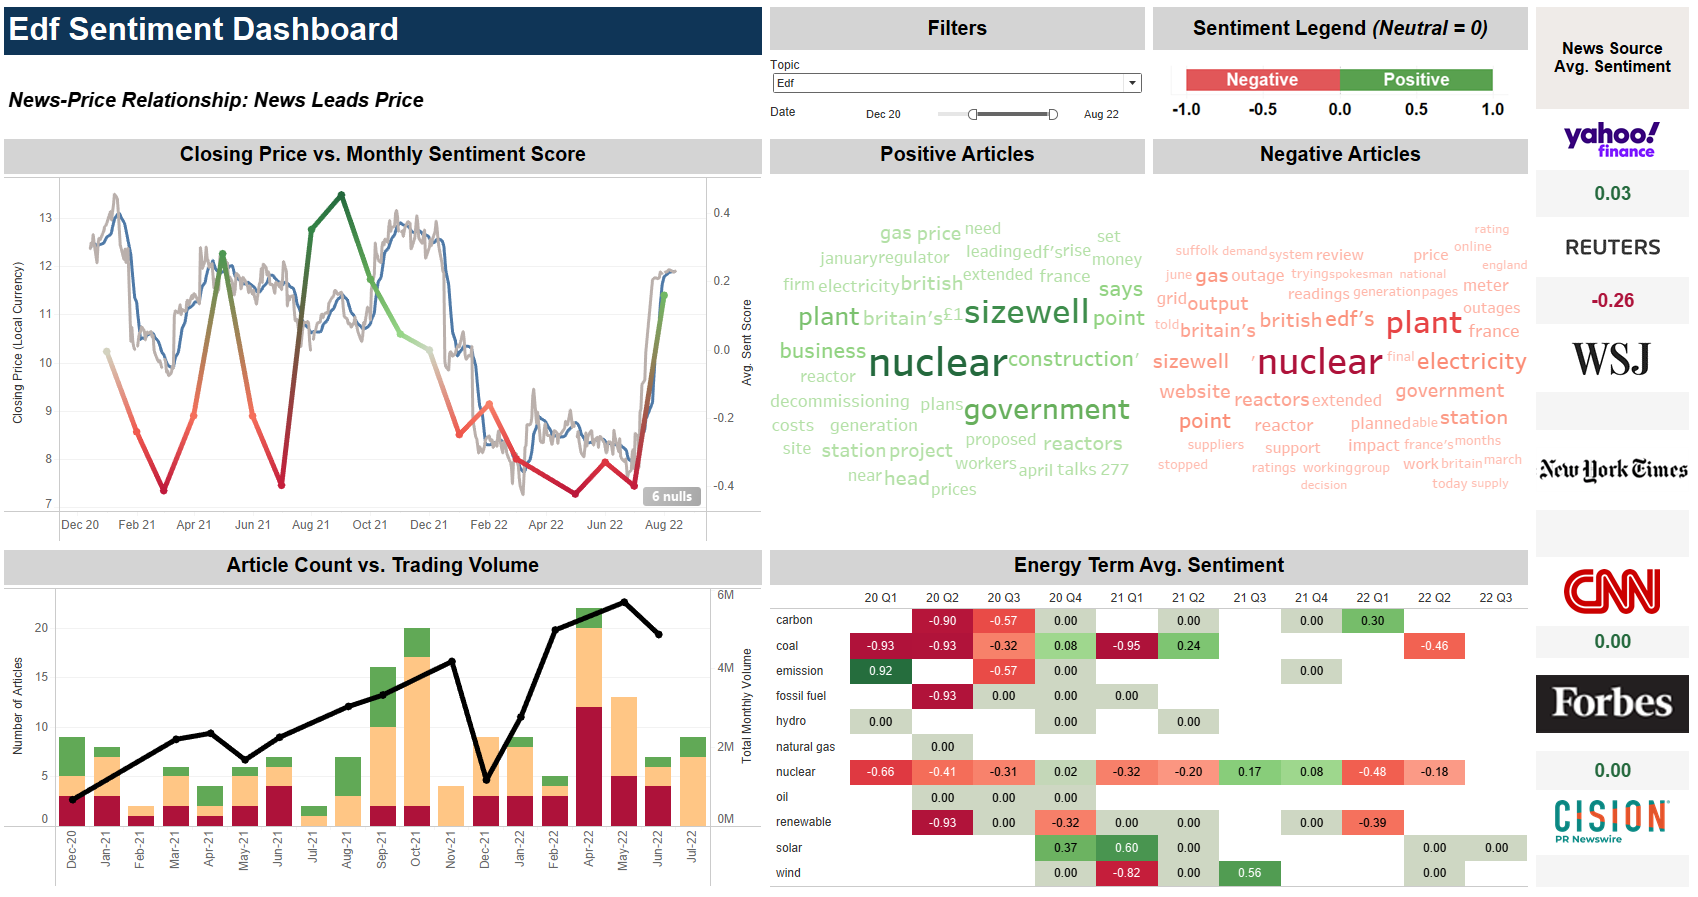 Edf Sentiment Dashboard
News-Price Relationship: News Leads Price
Filters
Topic
Edf
Date
Dec 20
Aug 22
Sentiment Legend (Neutral = 0)
Negative Positive
-1.0 -0.5 0.0 0.5 1.0
News Source
Avg. Sentiment
yahoo!
finance
0.03
REUTERS
-0.26
WSJ
New York Times
CNN
0.00
Forbes
0.00
CISION
PR Newswire
Closing Price vs. Monthly Sentiment Score
Closing Price (Local Currency)
13
12
11
10
9
8
7
0.4
0.2
0.0
-0.2
-0.4
Avg. Sent Score
6 nulls
Dec 20 Feb 21 Apr 21 Jun 21 Aug 21 Oct 21 Dec 21 Feb 22 Apr 22 Jun 22 Aug 22
Positive Articles
gas price need
leading edf's rise set
january regulator money
extended france
firm electricity british says
plant britain's £1 sizewell point
business nuclear construction '
reactor
decommissioning plans government
costs generation
site station project proposed reactors
near head workers april talks 277
prices
Negative Articles
rating
suffolk demand system review price online
june gas outage trying spokesman national england
grid output readings generation pages meter
told britain's british edf's plant outages france
sizewell ' nuclear final electricity
website reactors extended government
point reactor planned able station
suppliers support impact france's months
stopped ratings working group work britain march
decision today supply
Article Count vs. Trading Volume
Number of Articles
20
15
10
5
0
6M
4M
2M
0M
Total Monthly Volume
Dec-20 Jan-21 Feb-21 Mar-21 Apr-21 May-21 Jun-21 Jul-21 Aug-21 Sep-21 Oct-21 Nov-21 Dec-21 Jan-22 Feb-22 Apr-22 May-22 Jun-22 Jul-22
Energy Term Avg. Sentiment
20 Q1 20 Q2 20 Q3 20 Q4 21 Q1 21 Q2 21 Q3 21 Q4 22 Q1 22 Q2 22 Q3
carbon -0.90 -0.57 0.00 0.00 0.00 0.30
coal -0.93 -0.93 -0.32 0.08 -0.95 0.24 -0.46
emission 0.92 -0.57 0.00 0.00
fossil fuel -0.93 0.00 0.00 0.00
hydro 0.00 0.00 0.00
natural gas 0.00
nuclear -0.66 -0.41 -0.31 0.02 -0.32 -0.20 0.17 0.08 -0.48 -0.18
oil 0.00 0.00 0.00
renewable -0.93 0.00 -0.32 0.00 0.00 0.00 -0.39
solar 0.37 0.60 0.00 0.00 0.00
wind 0.00 -0.82 0.00 0.56 0.00